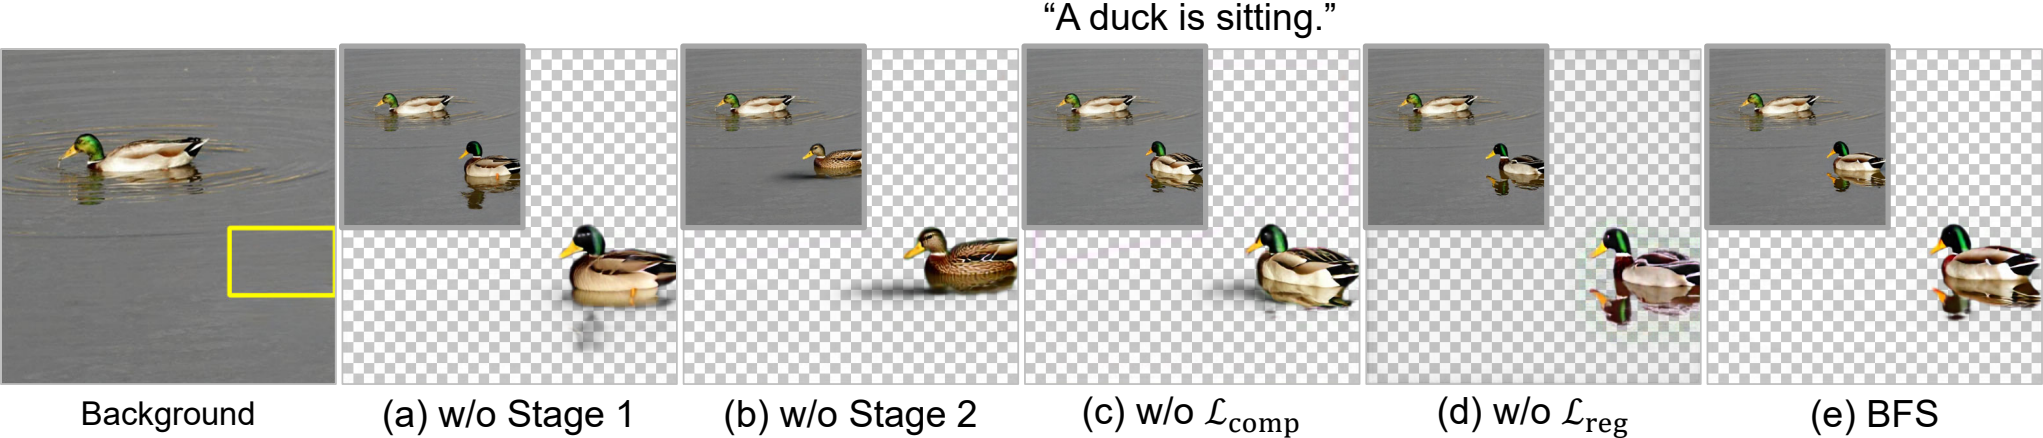 “A duck is sitting.”
Background
(a) w/o Stage 1
(b) w/o Stage 2
(c) w/o ℒcomp
(d) w/o ℒreg
(e) BFS